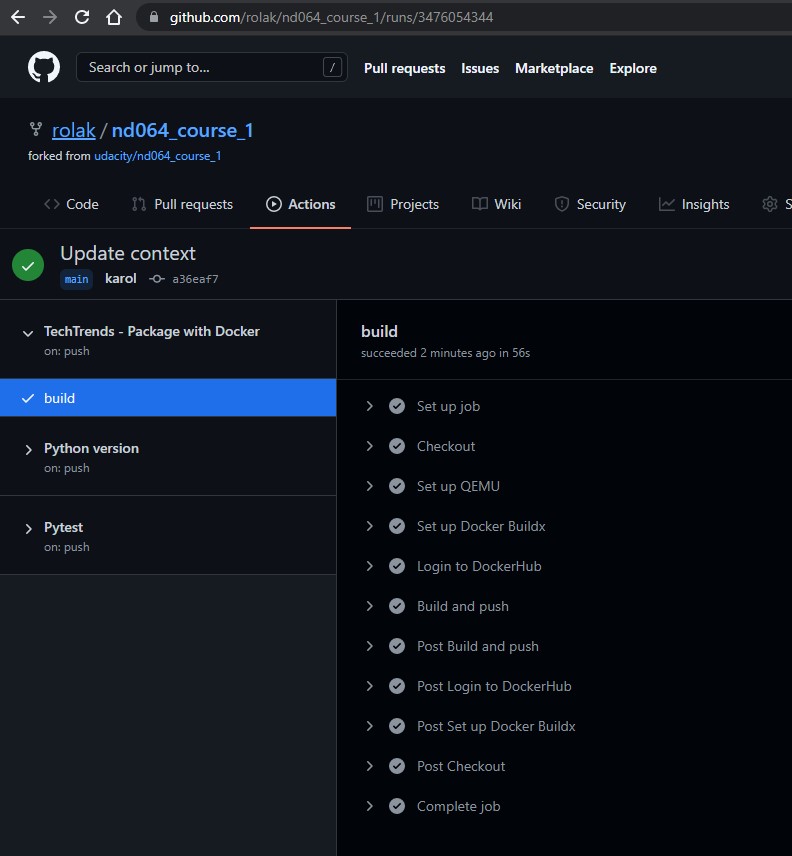 github.com/rolak/nd064_course_1/runs/3476054344
Search or jump to... /
Pull requests Issues Marketplace Explore
rolak / nd064_course_1
forked from udacity/nd064_course_1
Code Pull requests Actions Projects Wiki Security Insights S
Update context
main karol a36eaf7
TechTrends - Package with Docker
on: push
build
Python version
on: push
Pytest
on: push
build
succeeded 2 minutes ago in 56s
Set up job
Checkout
Set up QEMU
Set up Docker Buildx
Login to DockerHub
Build and push
Post Build and push
Post Login to DockerHub
Post Set up Docker Buildx
Post Checkout
Complete job